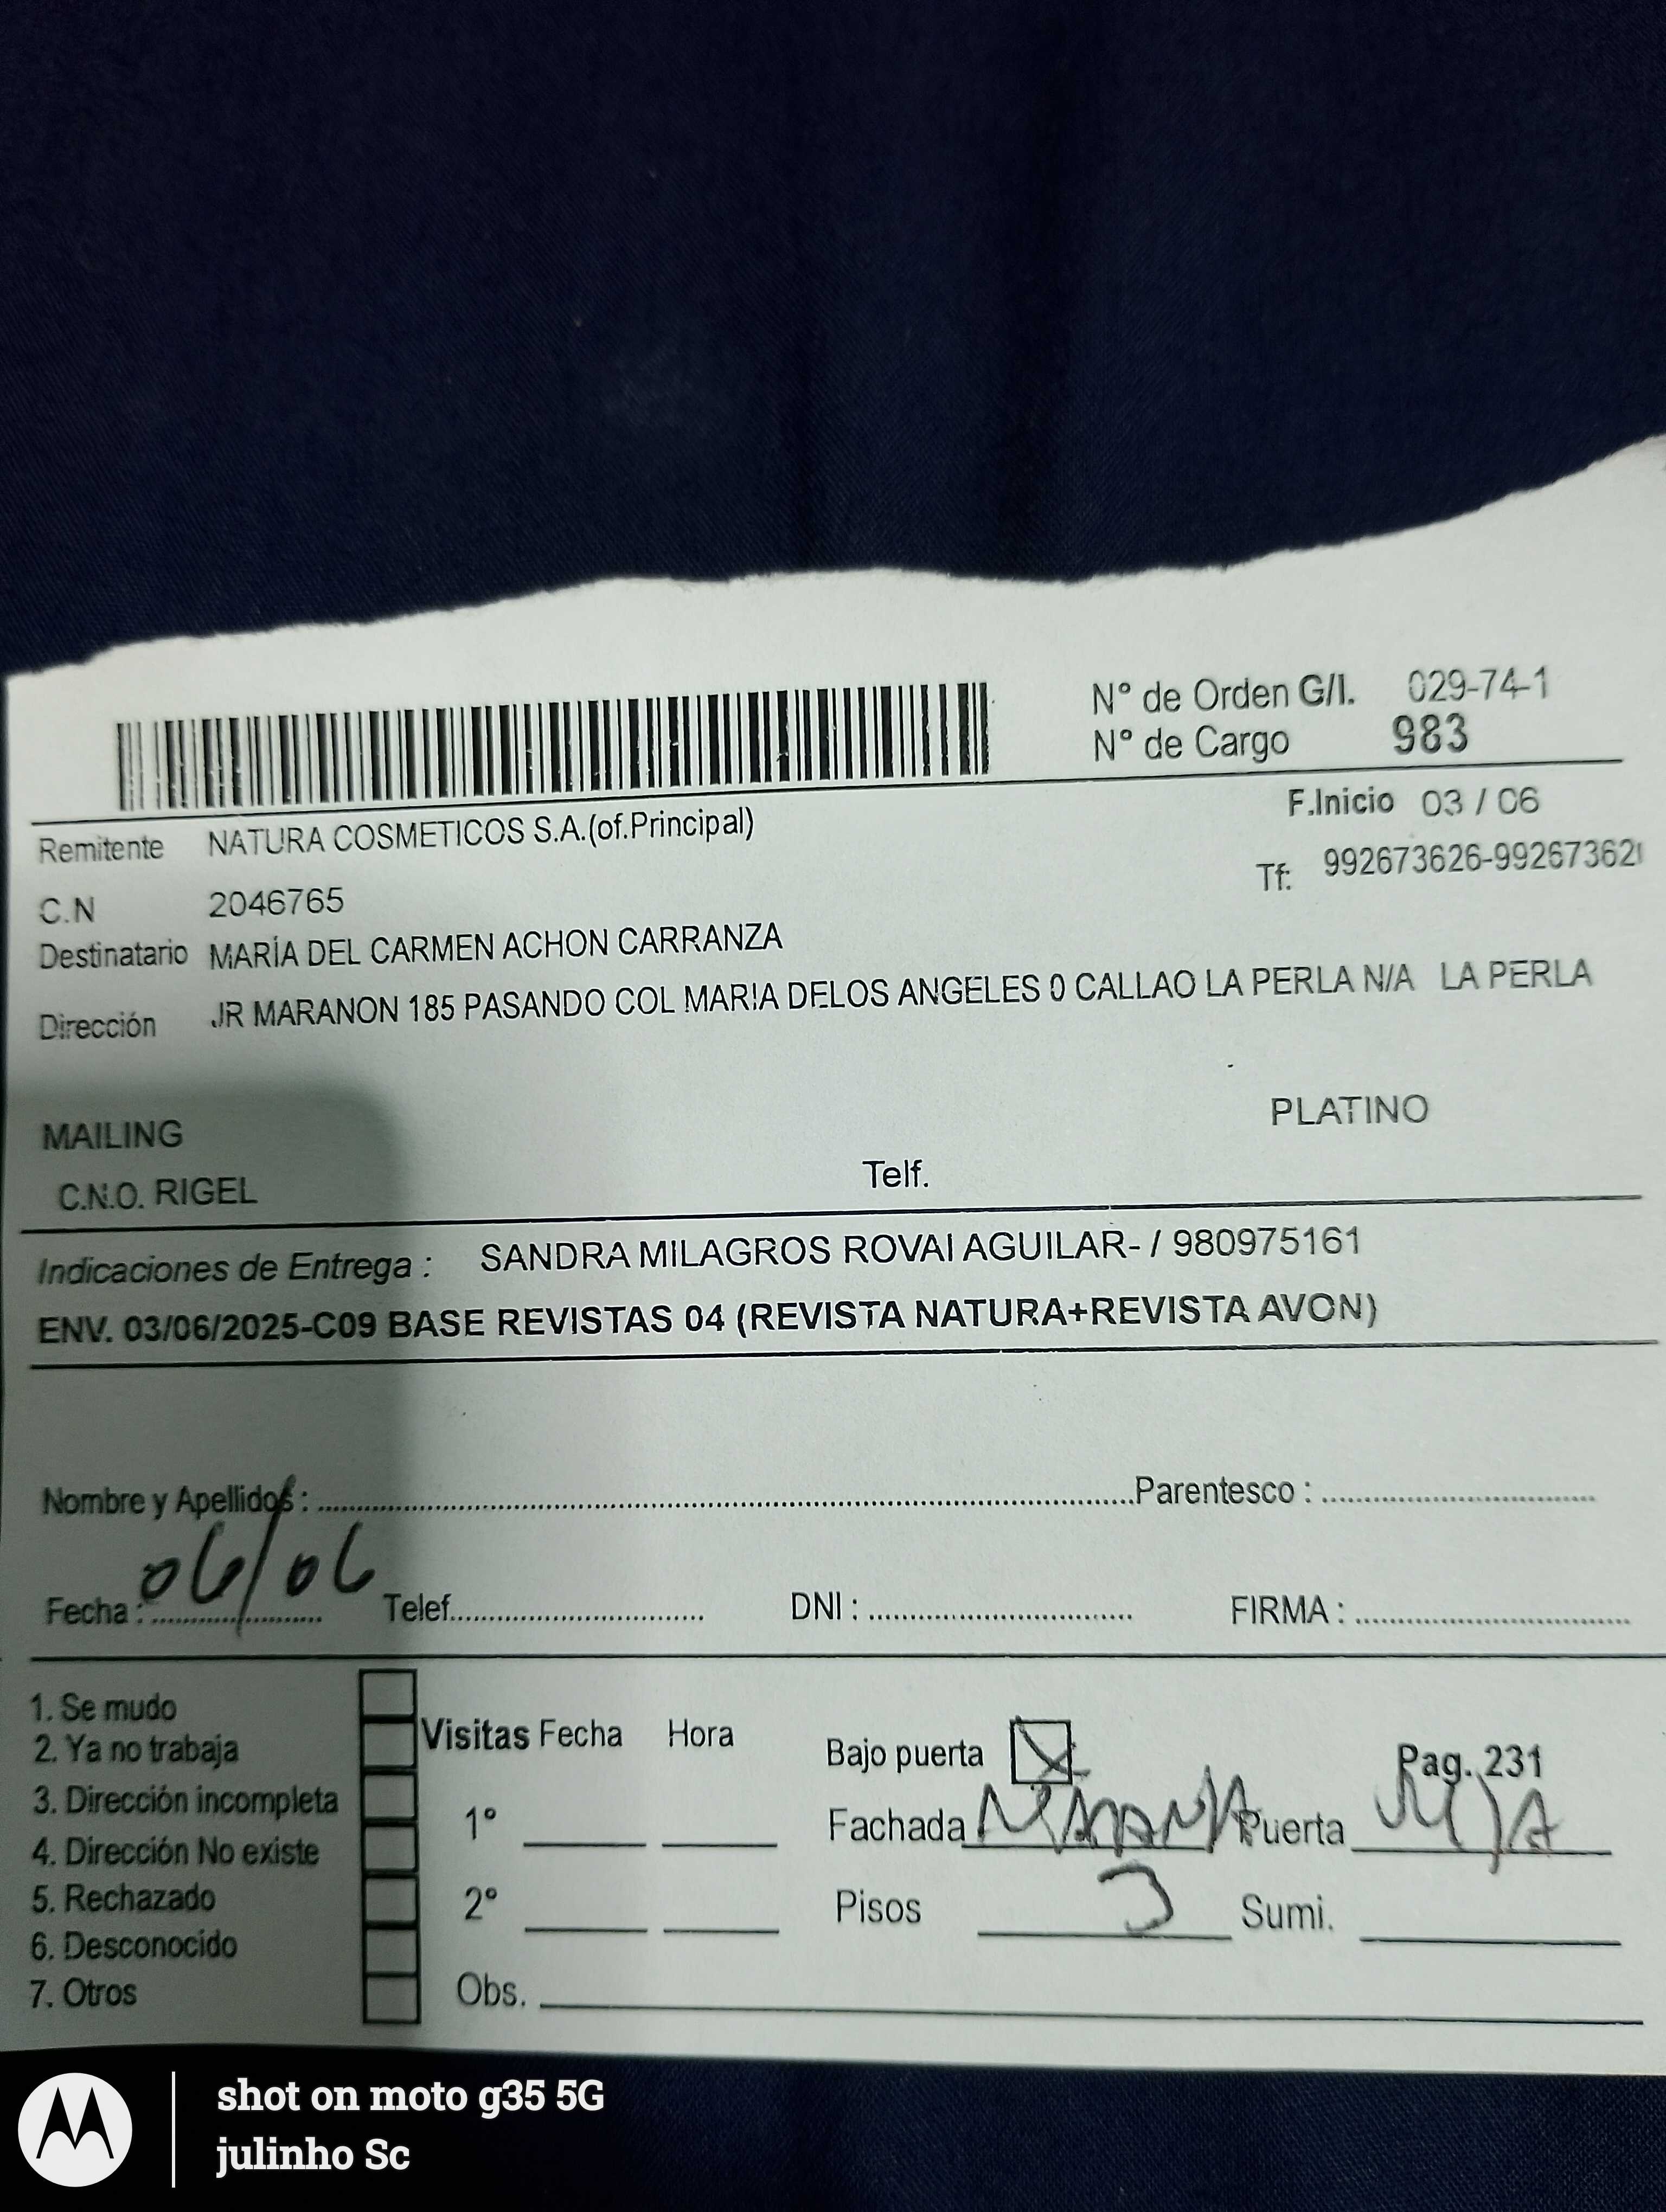 N° de Orden G/I. 029-74-1
N° de Cargo 983
F.Inicio 03 / 06
Remitente NATURA COSMETICOS S.A.(of.Principal)
Tf: 992673626-99267362
C.N 2046765
Destinatario MARÍA DEL CARMEN ACHON CARRANZA
Dirección JR MARANON 185 PASANDO COL MARIA DELOS ANGELES 0 CALLAO LA PERLA N/A LA PERLA
MAILING PLATINO
C.N.O. RIGEL Telf.
Indicaciones de Entrega : SANDRA MILAGROS ROVAI AGUILAR- / 980975161
ENV. 03/06/2025-C09 BASE REVISTAS 04 (REVISTA NATURA+REVISTA AVON)
Nombre y Apellidos : Parentesco :
Fecha : 06/06 Telef. DNI : FIRMA :
1. Se mudo
2. Ya no trabaja
3. Dirección incompleta
4. Dirección No existe
5. Rechazado
6. Desconocido
7. Otros
Visitas Fecha Hora
1°
2°
Obs.
Bajo puerta Pag. 231
Fachada Puerta
Pisos 3 Sumi.
shot on moto g35 5G
julinho Sc